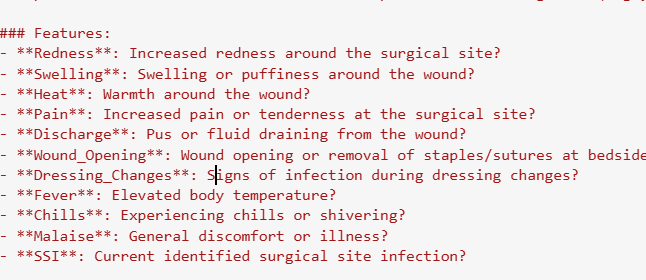 ### Features:
- **Redness**: Increased redness around the surgical site?
- **Swelling**: Swelling or puffiness around the wound?
- **Heat**: Warmth around the wound?
- **Pain**: Increased pain or tenderness at the surgical site?
- **Discharge**: Pus or fluid draining from the wound?
- **Wound_Opening**: Wound opening or removal of staples/sutures at bedside
- **Dressing_Changes**: Signs of infection during dressing changes?
- **Fever**: Elevated body temperature?
- **Chills**: Experiencing chills or shivering?
- **Malaise**: General discomfort or illness?
- **SSI**: Current identified surgical site infection?